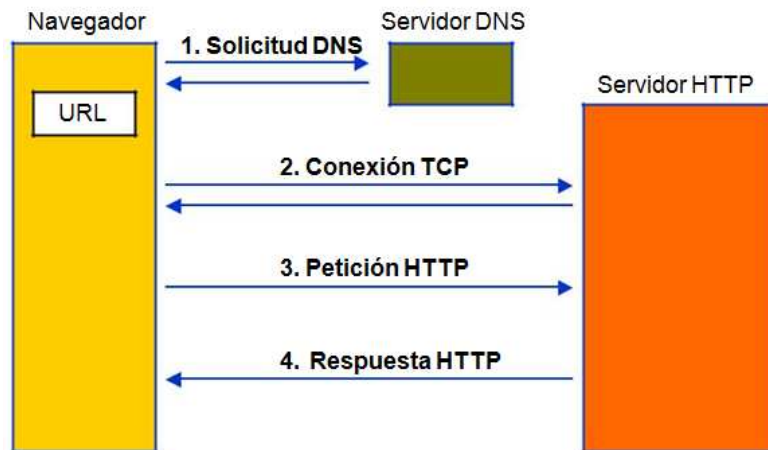 Navegador
Servidor DNS
1. Solicitud DNS
URL
Servidor HTTP
2. Conexión TCP
3. Petición HTTP
4. Respuesta HTTP